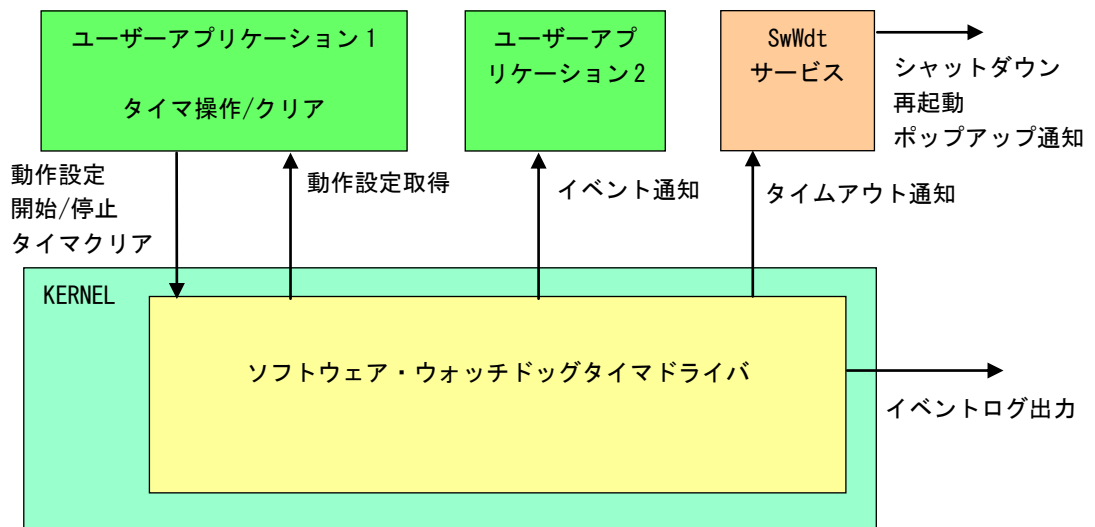 ユーザーアプリケーション1
タイマ操作/クリア
ユーザーアプ
リケーション2
SwWdt
サービス
シャットダウン
再起動
ポップアップ通知
動作設定
開始/停止
タイマクリア
動作設定取得
イベント通知
タイムアウト通知
KERNEL
ソフトウェア・ウォッチドッグタイマドライバ
イベントログ出力